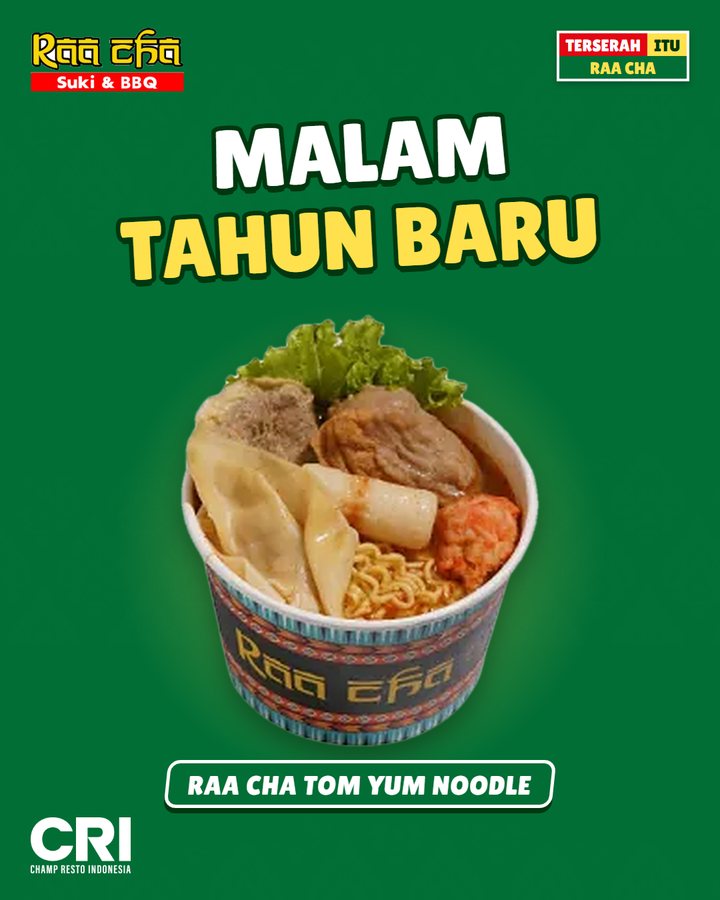 Raa cha
Suki & BBQ
TERSERAH ITU
RAA CHA
MALAM
TAHUN BARU
Raa cha
RAA CHA TOM YUM NOODLE
CRI
CHAMP RESTO INDONESIA